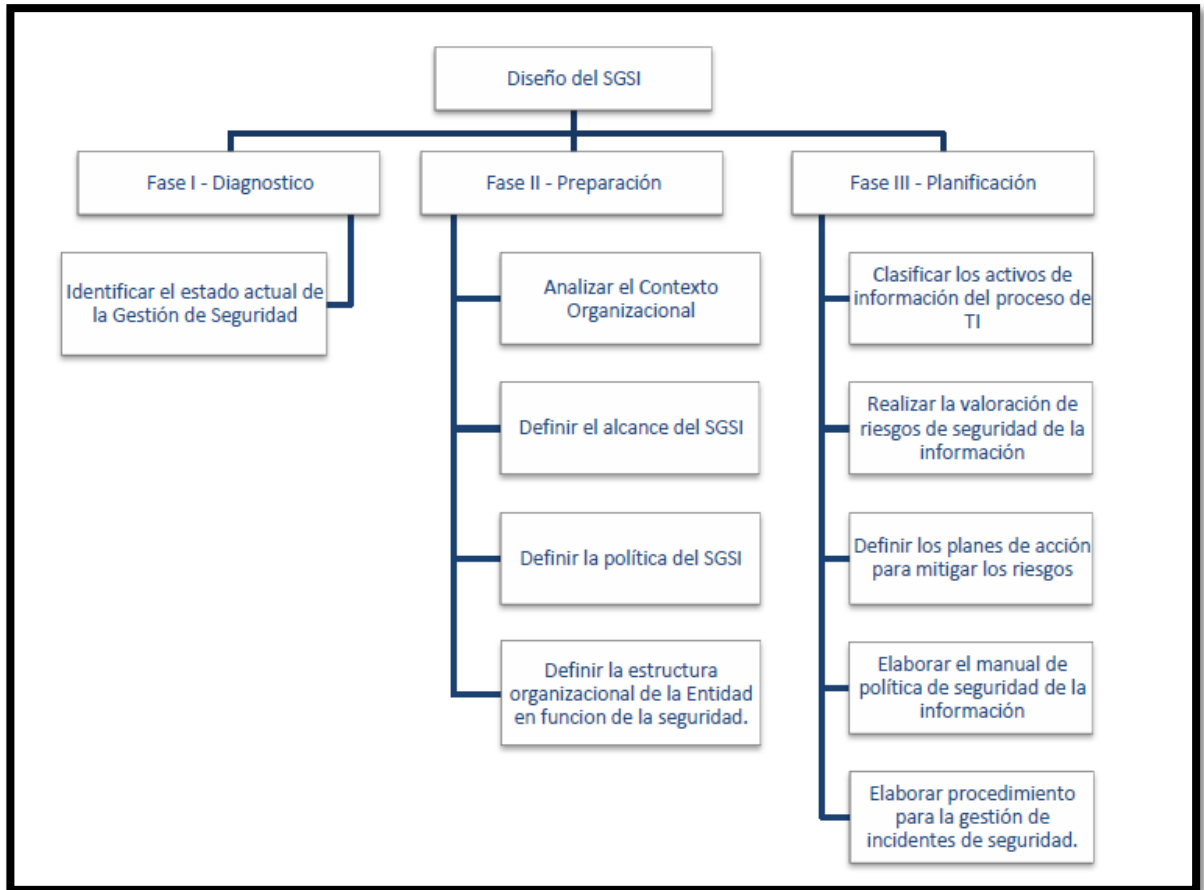 Diseño del SGSI
Fase I - Diagnostico
Identificar el estado actual de
la Gestión de Seguridad
Fase II - Preparación
Analizar el Contexto
Organizacional
Definir el alcance del SGSI
Definir la política del SGSI
Definir la estructura
organizacional de la Entidad
en funcion de la seguridad.
Fase III - Planificación
Clasificar los activos de
información del proceso de
TI
Realizar la valoración de
riesgos de seguridad de la
información
Definir los planes de acción
para mitigar los riesgos
Elaborar el manual de
política de seguridad de la
información
Elaborar procedimiento
para la gestión de
incidentes de seguridad.